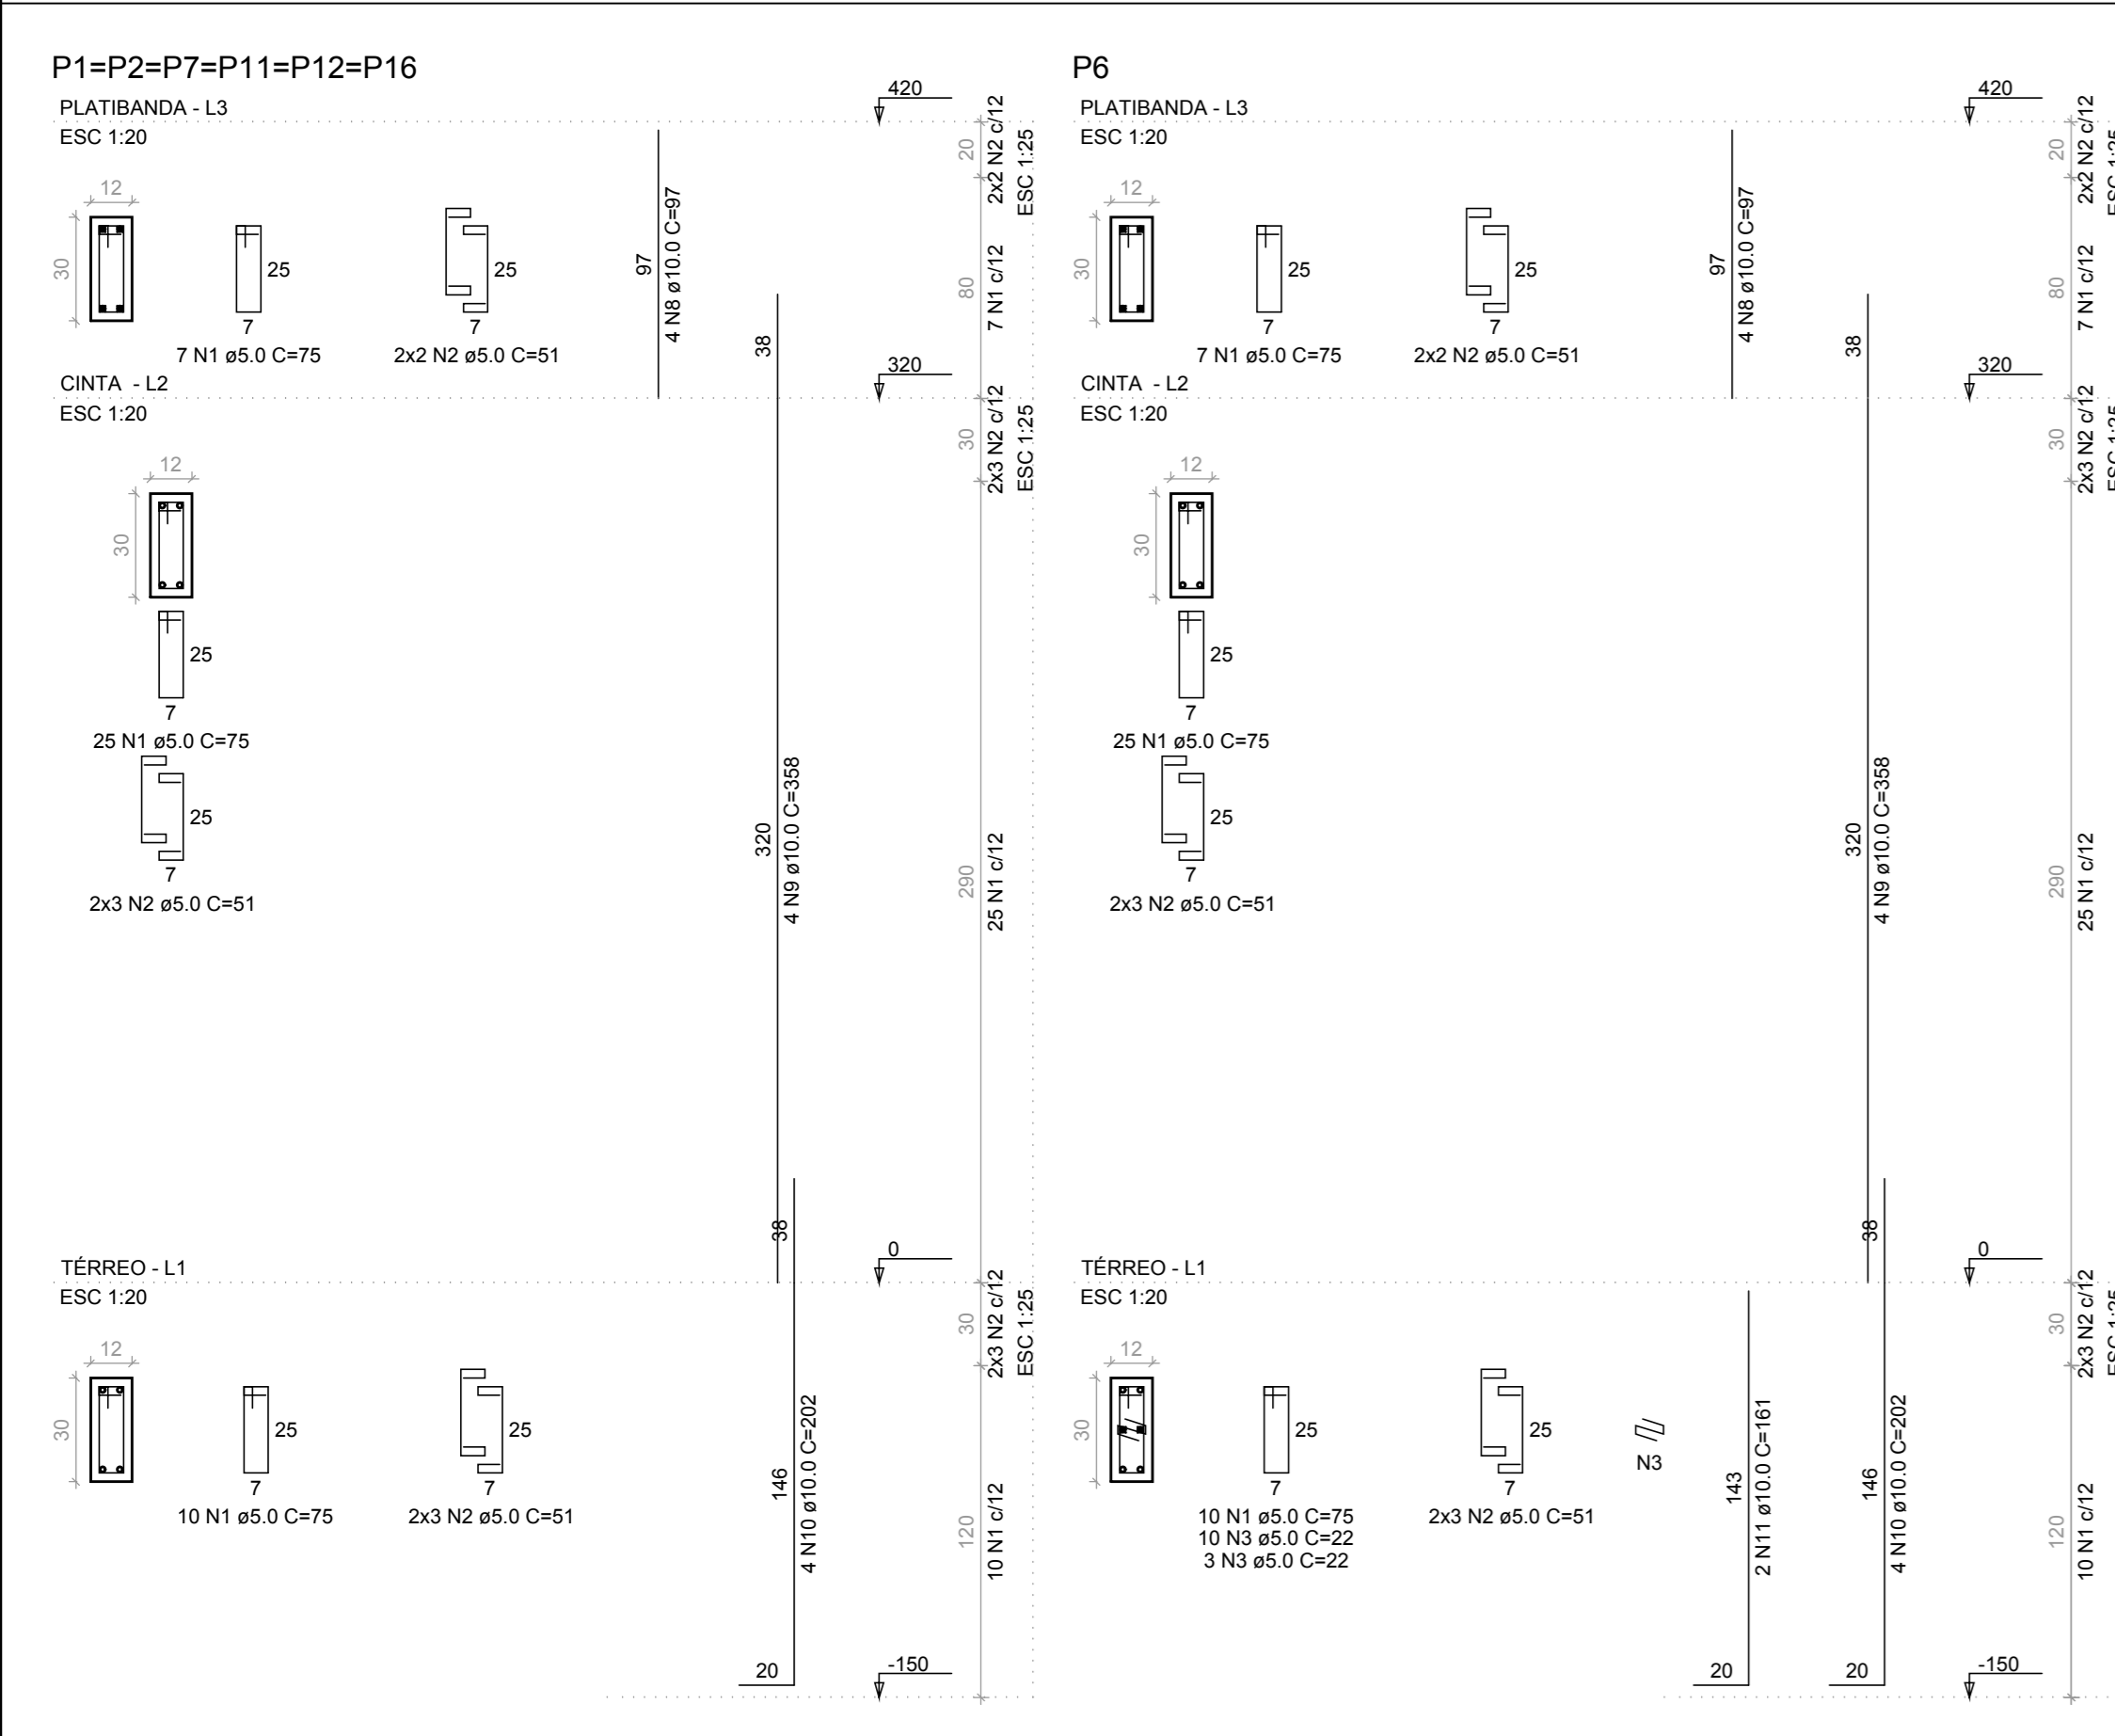 P1=P2=P7=P11=P12=P16
PLATIBANDA - L3
ESC 1:20
12
30
25
7
7 N1 ø5.0 C=75
25
7
2x2 N2 ø5.0 C=51
97
4 N8 ø10.0 C=97
38
420
20
2x2 N2 c/12
ESC 1:25
80
7 N1 c/12
CINTA - L2
ESC 1:20
320
12
30
25
7
25 N1 ø5.0 C=75
25
7
2x3 N2 ø5.0 C=51
320
4 N9 ø10.0 C=358
30
2x3 N2 c/12
ESC 1:25
290
25 N1 c/12
38
TÉRREO - L1
ESC 1:20
0
12
30
25
7
10 N1 ø5.0 C=75
25
7
2x3 N2 ø5.0 C=51
146
4 N10 ø10.0 C=202
20
30
2x3 N2 c/12
ESC 1:25
120
10 N1 c/12
-150
P6
PLATIBANDA - L3
ESC 1:20
12
30
25
7
7 N1 ø5.0 C=75
25
7
2x2 N2 ø5.0 C=51
97
4 N8 ø10.0 C=97
38
420
20
2x2 N2 c/12
ESC 1:25
80
7 N1 c/12
CINTA - L2
ESC 1:20
320
12
30
25
7
25 N1 ø5.0 C=75
25
7
2x3 N2 ø5.0 C=51
320
4 N9 ø10.0 C=358
30
2x3 N2 c/12
ESC 1:25
290
25 N1 c/12
38
TÉRREO - L1
ESC 1:20
0
12
30
25
7
10 N1 ø5.0 C=75
10 N3 ø5.0 C=22
3 N3 ø5.0 C=22
25
7
2x3 N2 ø5.0 C=51
N3
143
2 N11 ø10.0 C=161
20
146
4 N10 ø10.0 C=202
20
30
2x3 N2 c/12
ESC 1:25
120
10 N1 c/12
-150